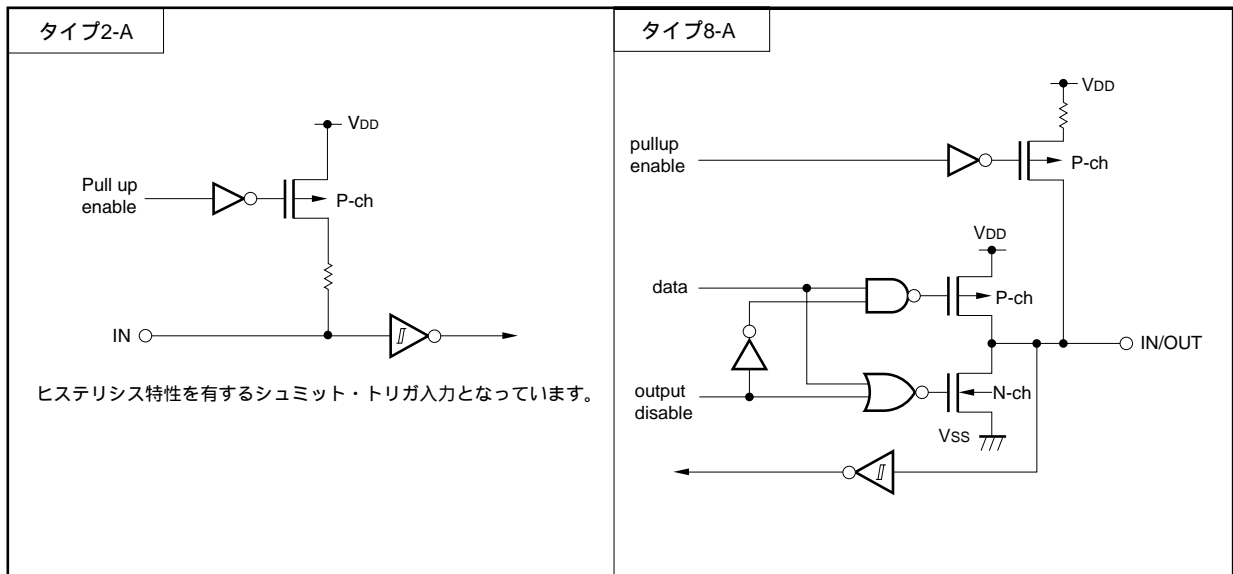 タイプ2-A
VDD
Pull up
enable
P-ch
IN
ヒステリシス特性を有するシュミット・トリガ入力となっています。
タイプ8-A
VDD
pullup
enable
P-ch
VDD
data
P-ch
IN/OUT
output
disable
N-ch
VSS